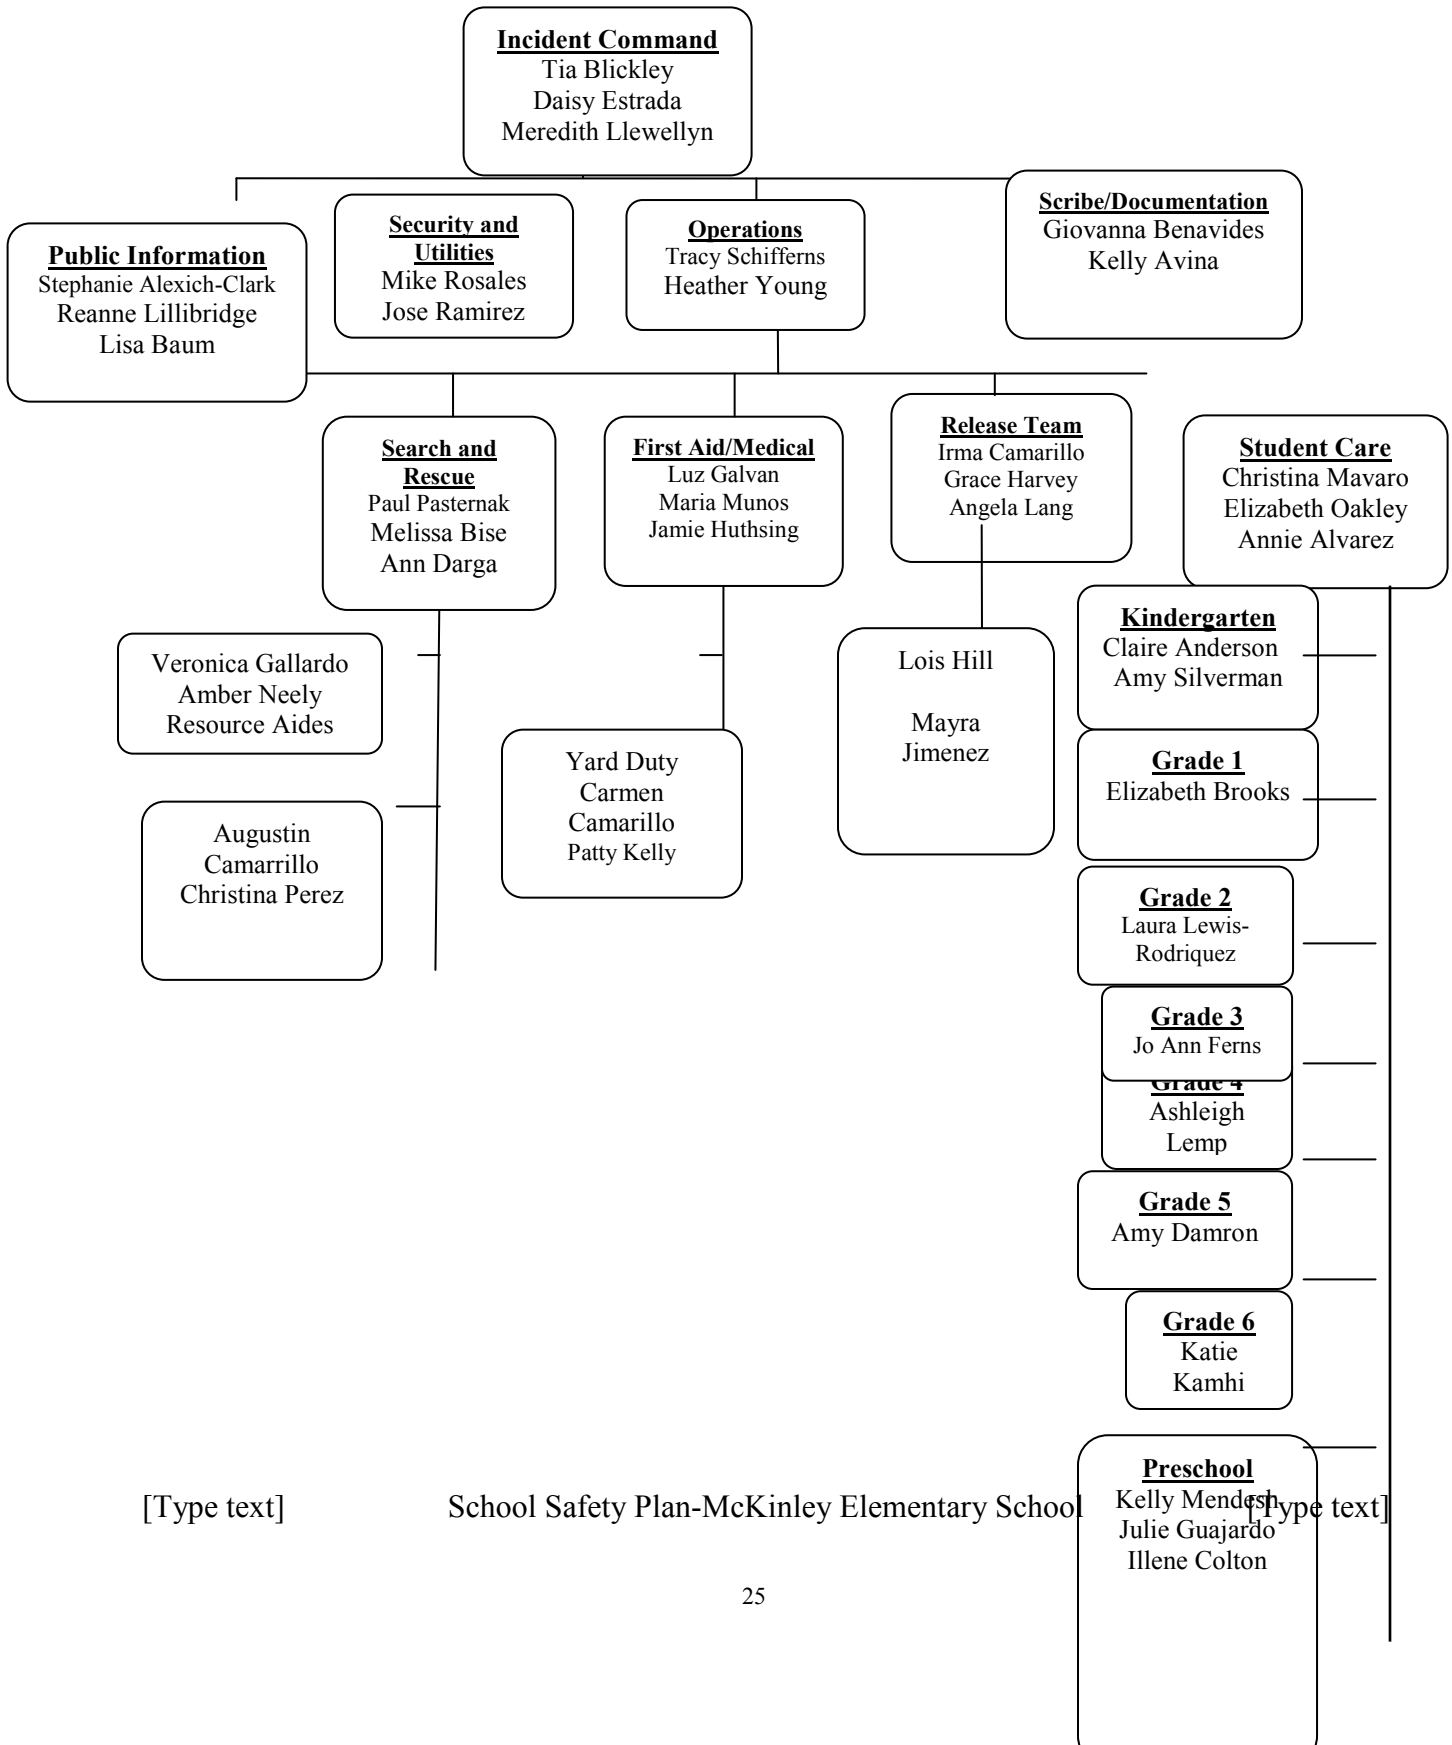 Incident Command
Tia Blickley
Daisy Estrada
Meredith Llewellyn
Public Information
Stephanie Alexich-Clark
Reanne Lillibridge
Lisa Baum
Security and
Utilities
Mike Rosales
Jose Ramirez
Operations
Tracy Schifferns
Heather Young
Scribe/Documentation
Giovanna Benavides
Kelly Avina
Search and
Rescue
Paul Pasternak
Melissa Bise
Ann Darga
First Aid/Medical
Luz Galvan
Maria Munos
Jamie Huthsing
Release Team
Irma Camarillo
Grace Harvey
Angela Lang
Student Care
Christina Mavaro
Elizabeth Oakley
Annie Alvarez
Veronica Gallardo
Amber Neely
Resource Aides
Augustin
Camarrillo
Christina Perez
Yard Duty
Carmen
Camarillo
Patty Kelly
Lois Hill
Mayra
Jimenez
Kindergarten
Claire Anderson
Amy Silverman
Grade 1
Elizabeth Brooks
Grade 2
Laura Lewis-
Rodriquez
Grade 3
Jo Ann Ferns
Grade 4
Ashleigh
Lemp
Grade 5
Amy Damron
Grade 6
Katie
Kamhi
Preschool
Kelly Mendesh
Julie Guajardo
Illene Colton
[Type text] School Safety Plan-McKinley Elementary School [Type text]
25